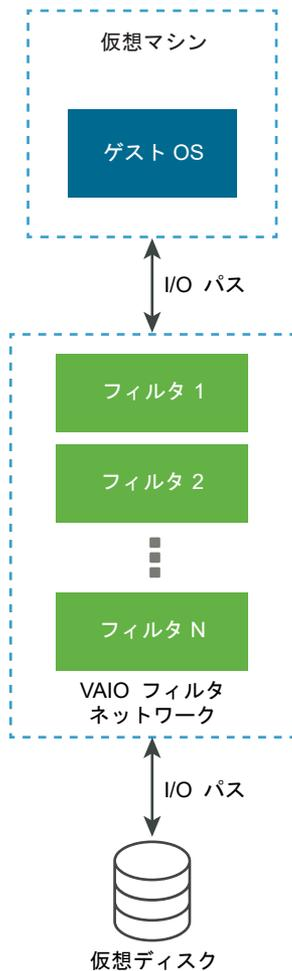 仮想マシン
ゲスト OS
I/O パス
フィルタ 1
フィルタ 2
フィルタ N
VAIO フィルタ
ネットワーク
I/O パス
仮想ディスク